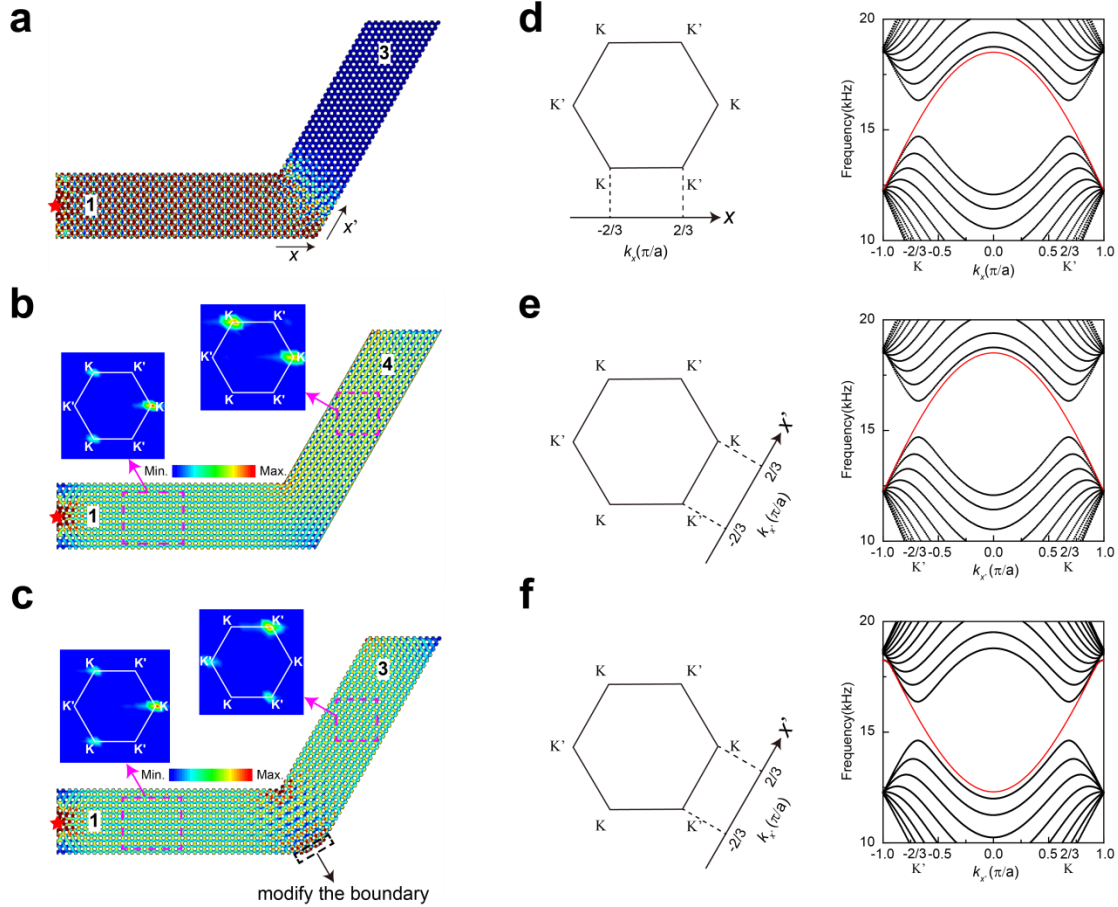 a
3
1
x'
x
b
K
K'
K'
K
K
K'
K
K'
K'
K
K
K'
4
Min.
Max.
1
c
K
K'
K'
K
K
K'
K
K'
K'
K
K
K'
3
Min.
Max.
1
modify the boundary
d
K
K'
K'
K
K
K'
x
-2/3
2/3
kx(π/a)
20
15
10
Frequency(kHz)
-1.0
-2/3
-0.5
0.0
0.5
2/3
1.0
K
kx(π/a)
K'
e
K
K'
K'
K
K
K'
x'
-2/3
2/3
kx'(π/a)
20
15
10
Frequency(kHz)
-1.0
-2/3
-0.5
0.0
0.5
2/3
1.0
K'
kx'(π/a)
K
f
K
K'
K'
K
K
K'
x'
-2/3
2/3
kx'(π/a)
20
15
10
Frequency(kHz)
-1.0
-2/3
-0.5
0.0
0.5
2/3
1.0
K'
kx'(π/a)
K